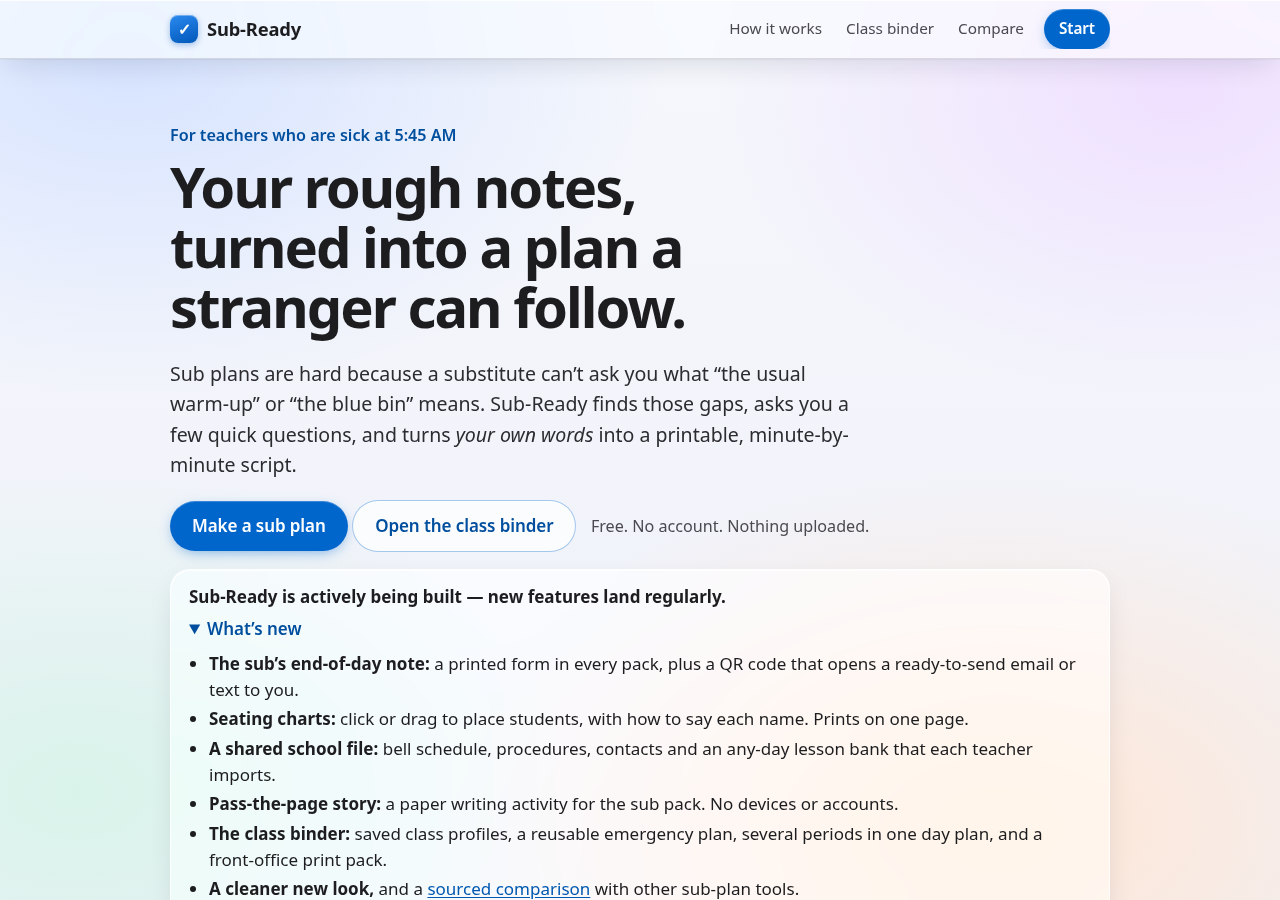 ✓ Sub-Ready How it works Class binder Compare Start
For teachers who are sick at 5:45 AM
Your rough notes,
turned into a plan a
stranger can follow.
Sub plans are hard because a substitute can’t ask you what “the usual
warm-up” or “the blue bin” means. Sub-Ready finds those gaps, asks you a
few quick questions, and turns your own words into a printable, minute-by-
minute script.
Make a sub plan Open the class binder Free. No account. Nothing uploaded.
Sub-Ready is actively being built — new features land regularly.
▼ What’s new
• The sub’s end-of-day note: a printed form in every pack, plus a QR code that opens a ready-to-send email or
text to you.
• Seating charts: click or drag to place students, with how to say each name. Prints on one page.
• A shared school file: bell schedule, procedures, contacts and an any-day lesson bank that each teacher
imports.
• Pass-the-page story: a paper writing activity for the sub pack. No devices or accounts.
• The class binder: saved class profiles, a reusable emergency plan, several periods in one day plan, and a
front-office print pack.
• A cleaner new look, and a sourced comparison with other sub-plan tools.